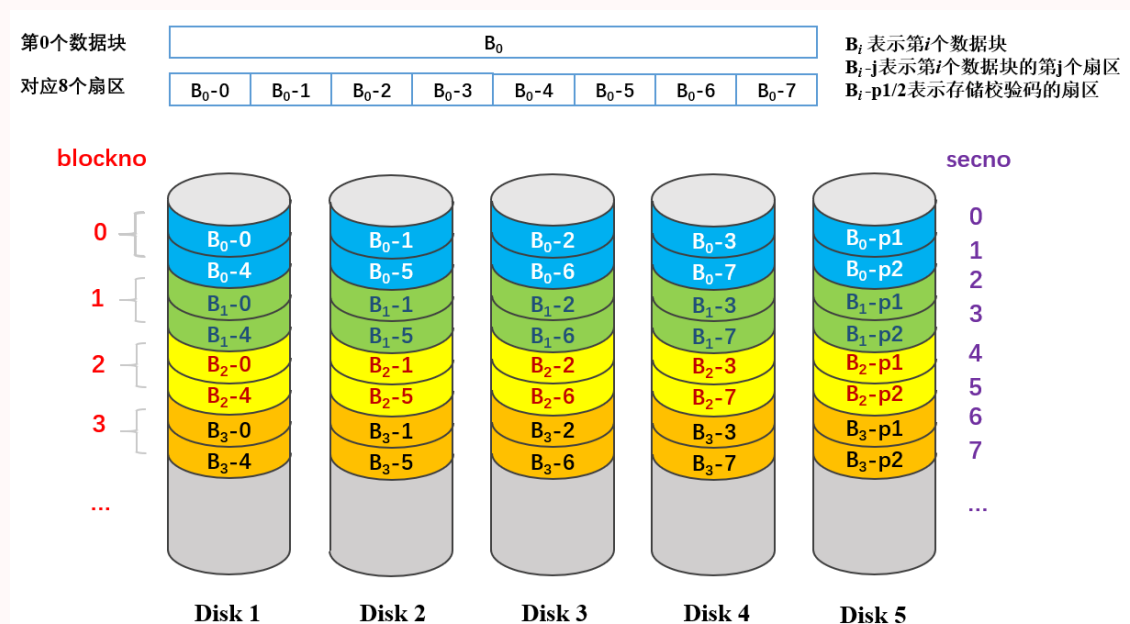 第0个数据块
B₀
Bᵢ 表示第i个数据块
Bᵢ-j表示第i个数据块的第j个扇区
对应8个扇区
B₀-0 B₀-1 B₀-2 B₀-3 B₀-4 B₀-5 B₀-6 B₀-7
Bᵢ-p1/2表示存储校验码的扇区
blockno
secno
0 B₀-0 B₀-1 B₀-2 B₀-3 B₀-p1 0
B₀-4 B₀-5 B₀-6 B₀-7 B₀-p2 1
1 B₁-0 B₁-1 B₁-2 B₁-3 B₁-p1 2
B₁-4 B₁-5 B₁-6 B₁-7 B₁-p2 3
2 B₂-0 B₂-1 B₂-2 B₂-3 B₂-p1 4
B₂-4 B₂-5 B₂-6 B₂-7 B₂-p2 5
3 B₃-0 B₃-1 B₃-2 B₃-3 B₃-p1 6
B₃-4 B₃-5 B₃-6 B₃-7 B₃-p2 7
... ...
Disk 1 Disk 2 Disk 3 Disk 4 Disk 5